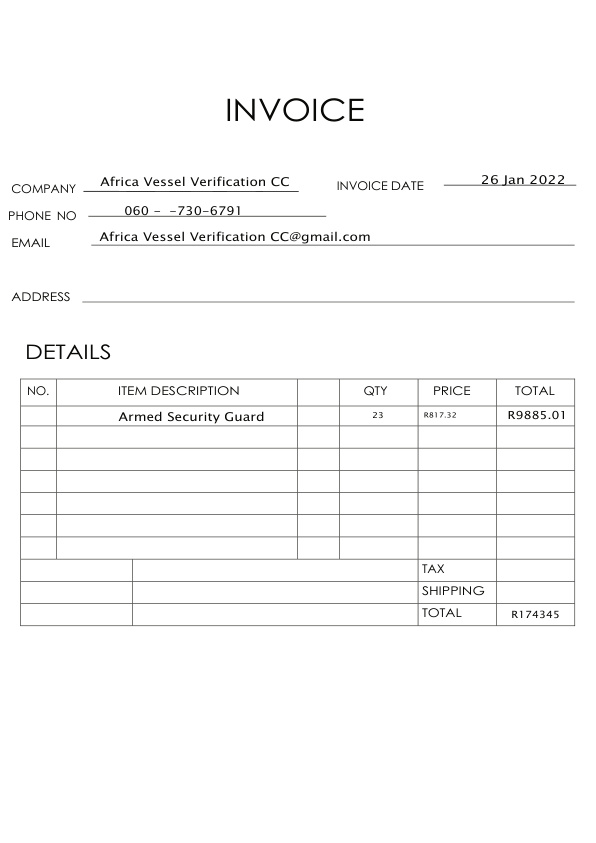 INVOICE
COMPANY Africa Vessel Verification CC INVOICE DATE 26 Jan 2022
PHONE NO 060 - -730-6791
EMAIL Africa Vessel Verification CC@gmail.com
ADDRESS
DETAILS
NO. ITEM DESCRIPTION QTY PRICE TOTAL
Armed Security Guard 23 R817.32 R9885.01
TAX
SHIPPING
TOTAL R174345